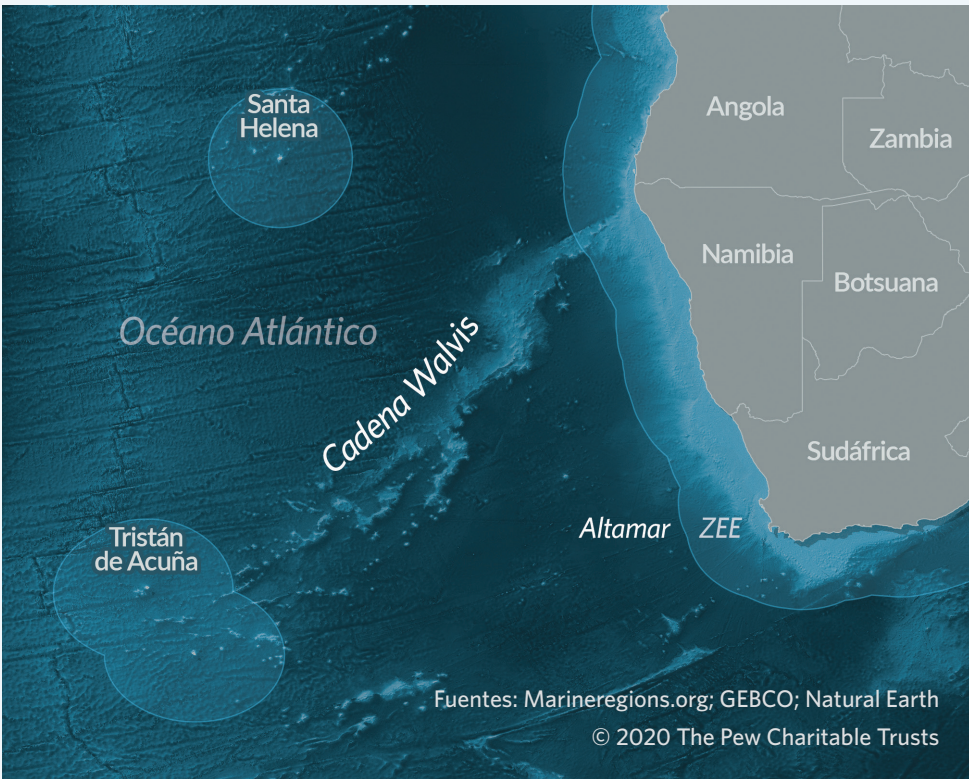 Santa
Helena
Angola
Zambia
Namibia
Botsuana
Océano Atlántico
Cadena Walvis
Sudáfrica
Altamar
ZEE
Tristán
de Acuña
Fuentes: Marineregions.org; GEBCO; Natural Earth
© 2020 The Pew Charitable Trusts